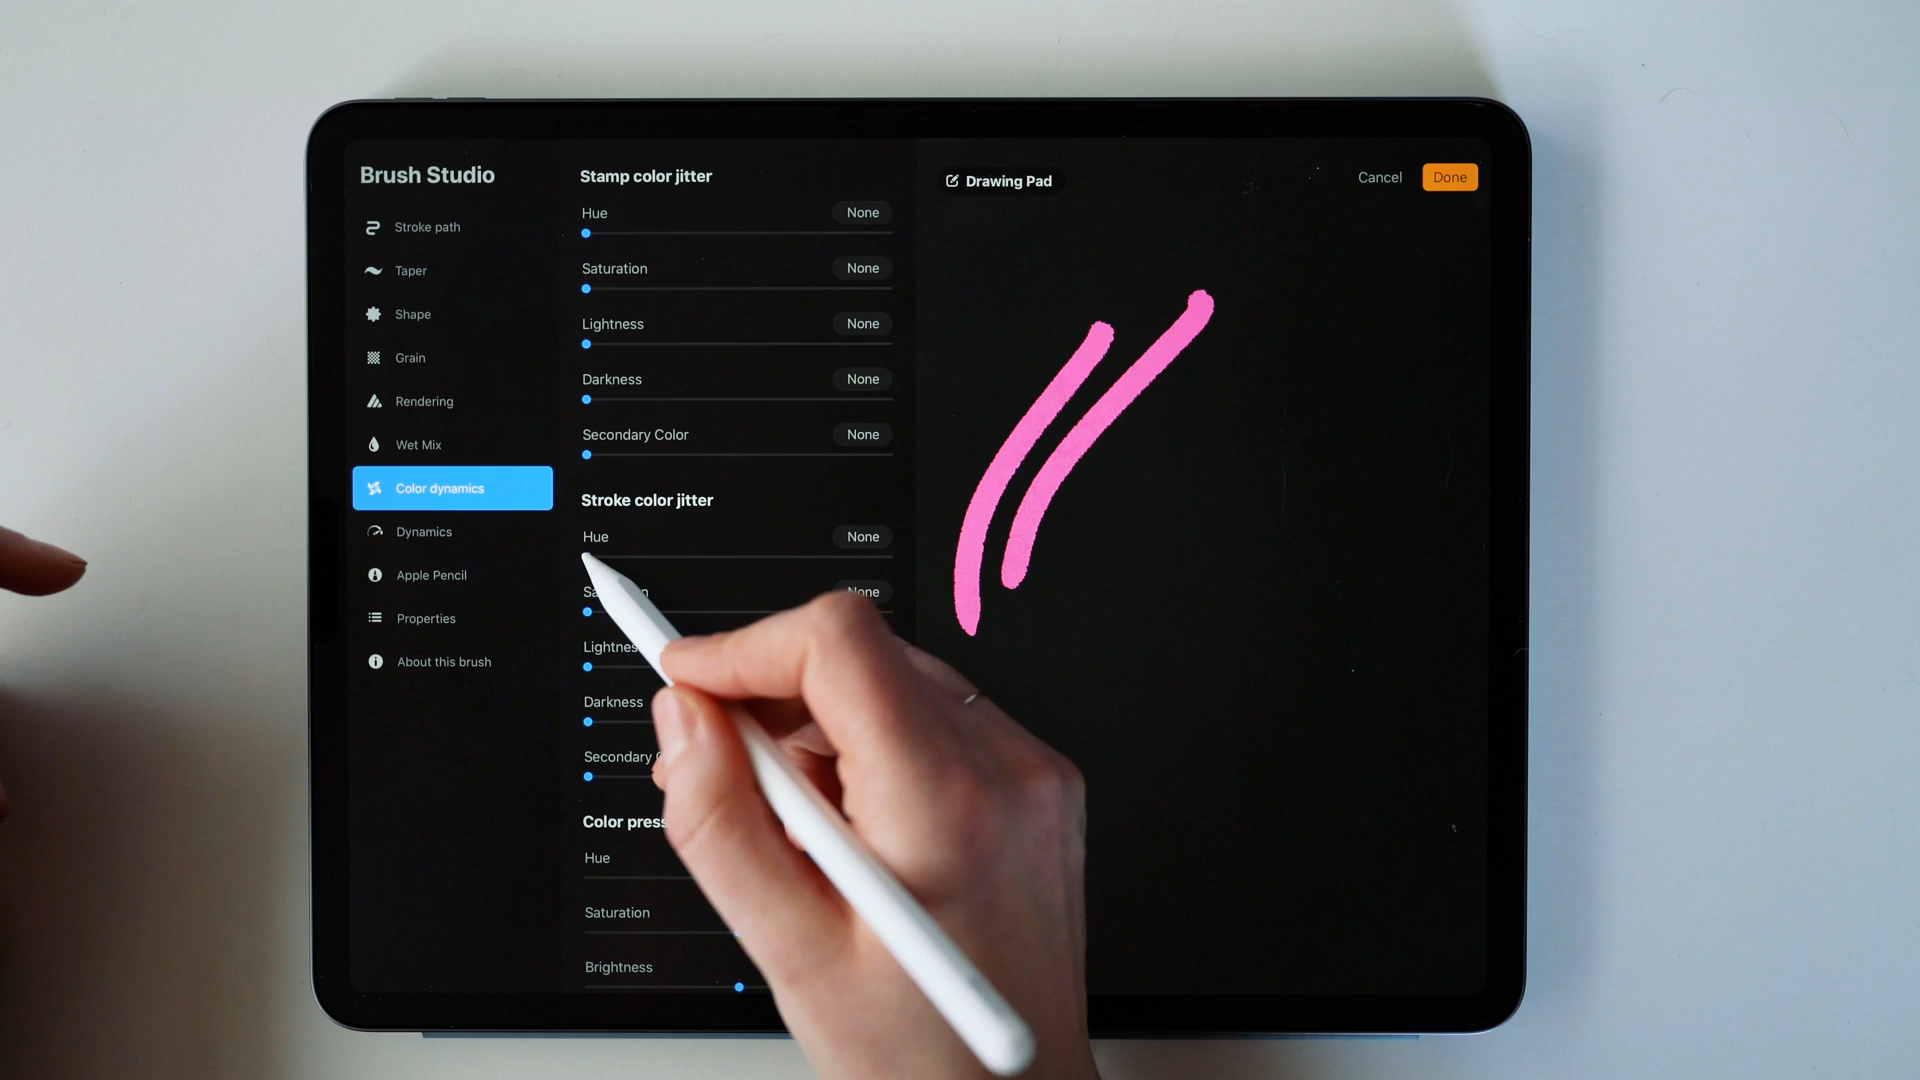 Brush Studio
Stroke path
Taper
Shape
Grain
Rendering
Wet Mix
Color dynamics
Dynamics
Apple Pencil
Properties
About this brush
Stamp color jitter
Hue None
Saturation None
Lightness None
Darkness None
Secondary Color None
Stroke color jitter
Hue None
None
Darkness
Secondary
Color
Hue
Saturation
Brightness
Drawing Pad
Cancel
Done